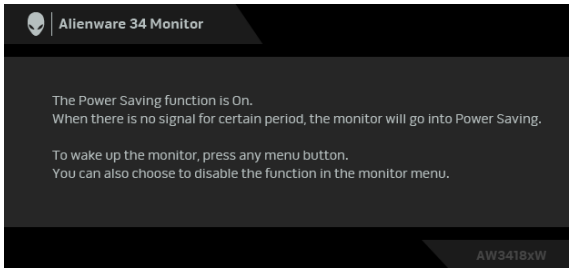 Alienware 34 Monitor
The Power Saving function is On.
When there is no signal for certain period, the monitor will go into Power Saving.
To wake up the monitor, press any menu button.
You can also choose to disable the function in the monitor menu.
AW3418xW